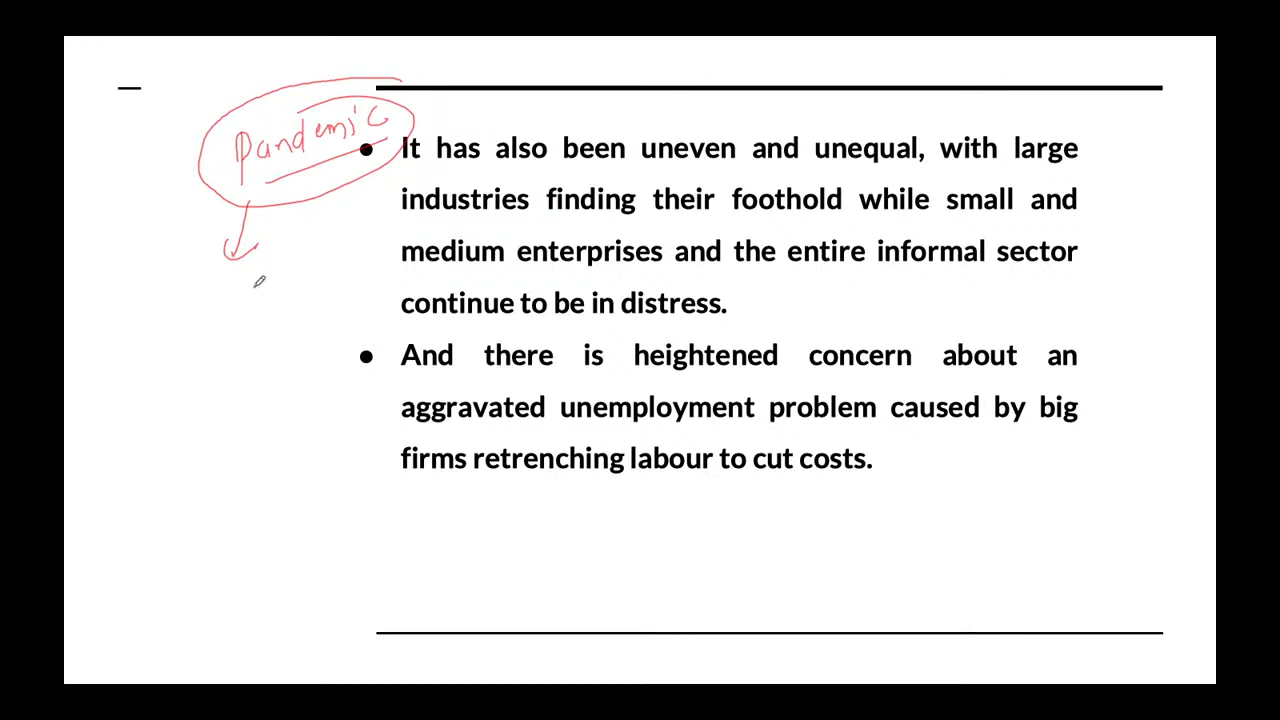 Pandemic
● It has also been uneven and unequal, with large
industries finding their foothold while small and
medium enterprises and the entire informal sector
continue to be in distress.
● And there is heightened concern about an
aggravated unemployment problem caused by big
firms retrenching labour to cut costs.